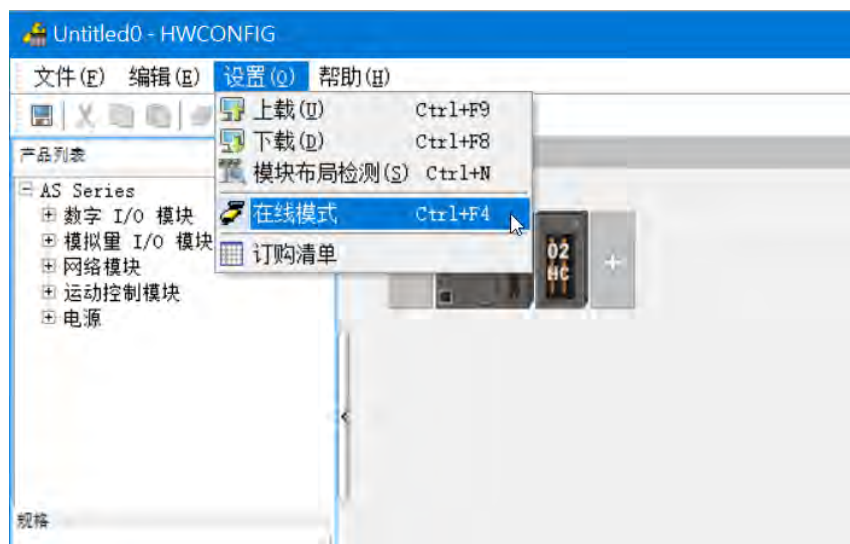 Untitled0 - HWCONFIG
文件(F) 编辑(E) 设置(O) 帮助(H)
上载(U) Ctrl+F9
下载(D) Ctrl+F8
模块布局检测(S) Ctrl+N
在线模式 Ctrl+F4
订购清单
产品列表
AS Series
数字 I/O 模块
模拟量 I/O 模块
网络模块
运动控制模块
电源
02
HC
+
规格